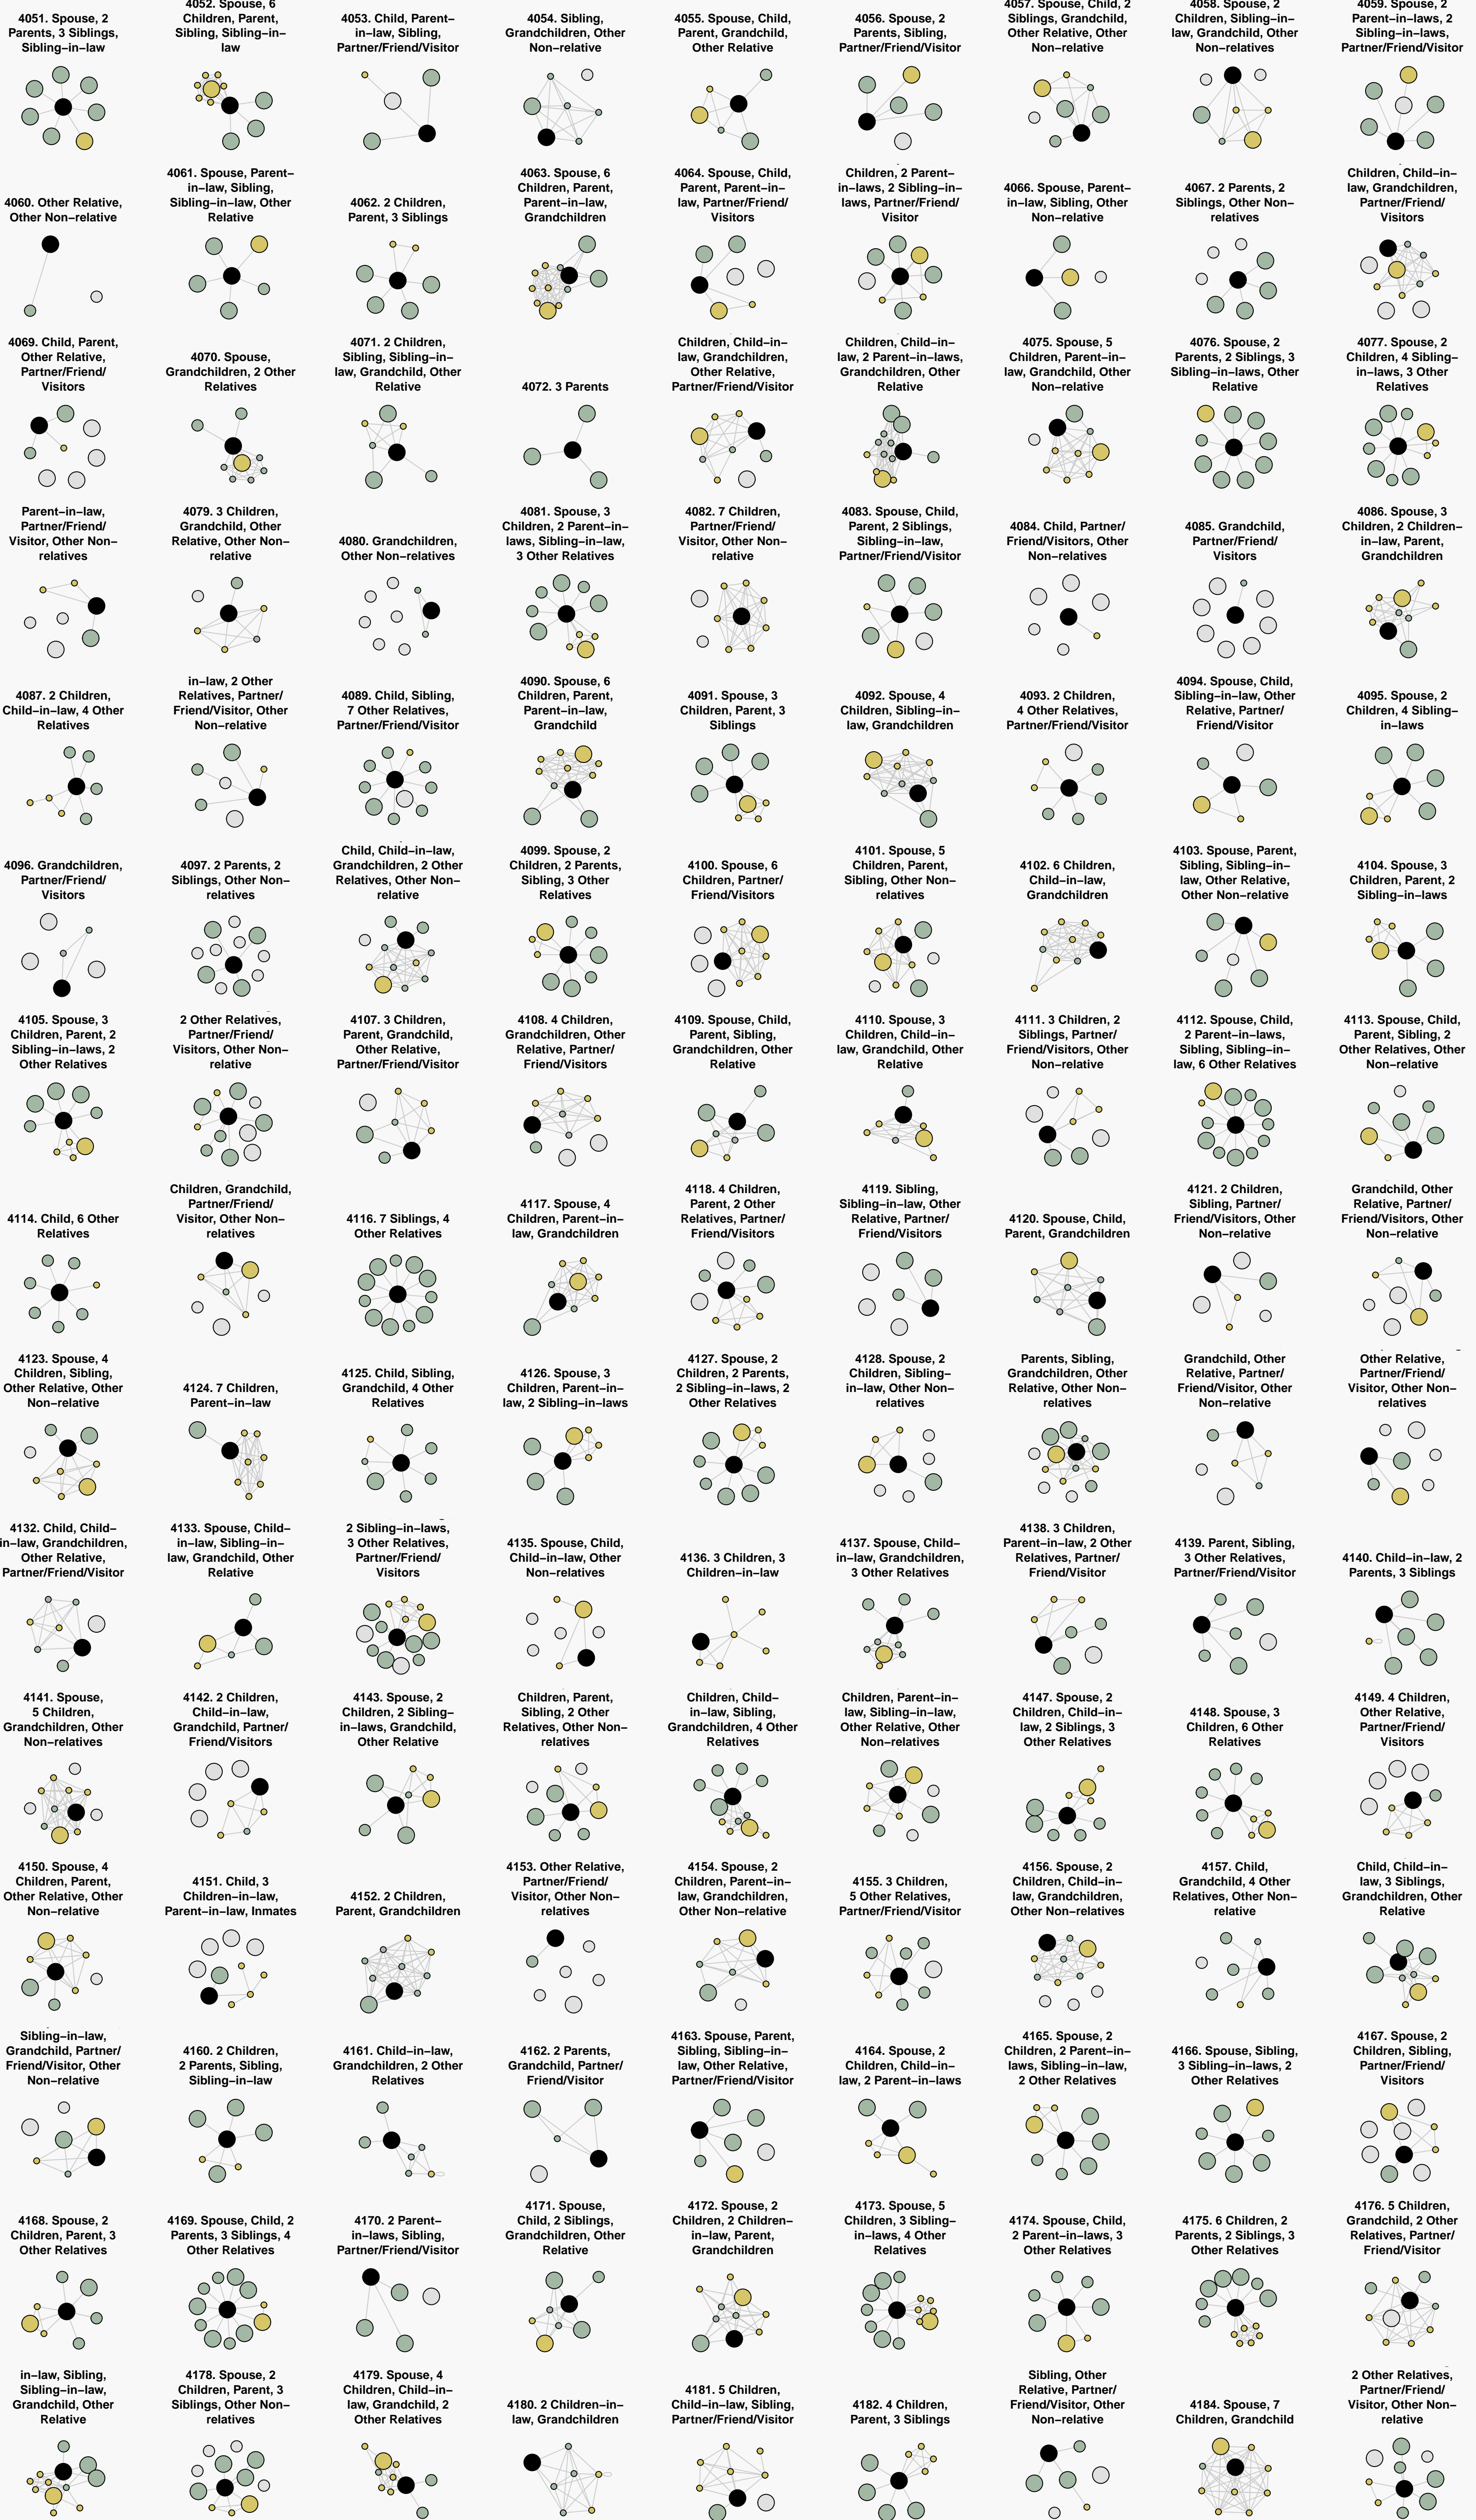 4051. Spouse, 2
Parents, 3 Siblings,
Sibling−in−law
4052. Spouse, 6
Children, Parent,
Sibling, Sibling−in−
law
4053. Child, Parent−
in−law, Sibling,
Partner/Friend/Visitor
4054. Sibling,
Grandchildren, Other
Non−relative
4055. Spouse, Child,
Parent, Grandchild,
Other Relative
4056. Spouse, 2
Parents, Sibling,
Partner/Friend/Visitor
4057. Spouse, Child, 2
Siblings, Grandchild,
Other Relative, Other
Non−relative
4058. Spouse, 2
Children, Sibling−in−
law, Grandchild, Other
Non−relatives
4059. Spouse, 2
Parent−in−laws, 2
Sibling−in−laws,
Partner/Friend/Visitor
4060. Other Relative,
Other Non−relative
4061. Spouse, Parent−
in−law, Sibling,
Sibling−in−law, Other
Relative
4062. 2 Children,
Parent, 3 Siblings
4063. Spouse, 6
Children, Parent,
Parent−in−law,
Grandchildren
4064. Spouse, Child,
Parent, Parent−in−
law, Partner/Friend/
Visitors
Children, 2 Parent−
in−laws, 2 Sibling−in−
laws, Partner/Friend/
Visitor
4066. Spouse, Parent−
in−law, Sibling, Other
Non−relative
4067. 2 Parents, 2
Siblings, Other Non−
relatives
Children, Child−in−
law, Grandchildren,
Partner/Friend/
Visitors
4069. Child, Parent,
Other Relative,
Partner/Friend/
Visitors
4070. Spouse,
Grandchildren, 2 Other
Relatives
4071. 2 Children,
Sibling, Sibling−in−
law, Grandchild, Other
Relative
4072. 3 Parents
Children, Child−in−
law, Grandchildren,
Other Relative,
Partner/Friend/Visitor
Children, Child−in−
law, 2 Parent−in−laws,
Grandchildren, Other
Relative
4075. Spouse, 5
Children, Parent−in−
law, Grandchild, Other
Non−relative
4076. Spouse, 2
Parents, 2 Siblings, 3
Sibling−in−laws, Other
Relative
4077. Spouse, 2
Children, 4 Sibling−
in−laws, 3 Other
Relatives
Parent−in−law,
Partner/Friend/
Visitor, Other Non−
relatives
4079. 3 Children,
Grandchild, Other
Relative, Other Non−
relative
4080. Grandchildren,
Other Non−relatives
4081. Spouse, 3
Children, 2 Parent−in−
laws, Sibling−in−law,
3 Other Relatives
4082. 7 Children,
Partner/Friend/
Visitor, Other Non−
relative
4083. Spouse, Child,
Parent, 2 Siblings,
Sibling−in−law,
Partner/Friend/Visitor
4084. Child, Partner/
Friend/Visitors, Other
Non−relatives
4085. Grandchild,
Partner/Friend/
Visitors
4086. Spouse, 3
Children, 2 Children−
in−law, Parent,
Grandchildren
4087. 2 Children,
Child−in−law, 4 Other
Relatives
in−law, 2 Other
Relatives, Partner/
Friend/Visitor, Other
Non−relative
4089. Child, Sibling,
7 Other Relatives,
Partner/Friend/Visitor
4090. Spouse, 6
Children, Parent,
Parent−in−law,
Grandchild
4091. Spouse, 3
Children, Parent, 3
Siblings
4092. Spouse, 4
Children, Sibling−in−
law, Grandchildren
4093. 2 Children,
4 Other Relatives,
Partner/Friend/Visitor
4094. Spouse, Child,
Sibling−in−law, Other
Relative, Partner/
Friend/Visitor
4095. Spouse, 2
Children, 4 Sibling−
in−laws
4096. Grandchildren,
Partner/Friend/
Visitors
4097. 2 Parents, 2
Siblings, Other Non−
relatives
Child, Child−in−law,
Grandchildren, 2 Other
Relatives, Other Non−
relative
4099. Spouse, 2
Children, 2 Parents,
Sibling, 3 Other
Relatives
4100. Spouse, 6
Children, Partner/
Friend/Visitors
4101. Spouse, 5
Children, Parent,
Sibling, Other Non−
relatives
4102. 6 Children,
Child−in−law,
Grandchildren
4103. Spouse, Parent,
Sibling, Sibling−in−
law, Other Relative,
Other Non−relative
4104. Spouse, 3
Children, Parent, 2
Sibling−in−laws
4105. Spouse, 3
Children, Parent, 2
Sibling−in−laws, 2
Other Relatives
2 Other Relatives,
Partner/Friend/
Visitors, Other Non−
relative
4107. 3 Children,
Parent, Grandchild,
Other Relative,
Partner/Friend/Visitor
4108. 4 Children,
Grandchildren, Other
Relative, Partner/
Friend/Visitors
4109. Spouse, Child,
Parent, Sibling,
Grandchildren, Other
Relative
4110. Spouse, 3
Children, Child−in−
law, Grandchild, Other
Relative
4111. 3 Children, 2
Siblings, Partner/
Friend/Visitors, Other
Non−relative
4112. Spouse, Child,
2 Parent−in−laws,
Sibling, Sibling−in−
law, 6 Other Relatives
4113. Spouse, Child,
Parent, Sibling, 2
Other Relatives, Other
Non−relative
4114. Child, 6 Other
Relatives
Children, Grandchild,
Partner/Friend/
Visitor, Other Non−
relatives
4116. 7 Siblings, 4
Other Relatives
4117. Spouse, 4
Children, Parent−in−
law, Grandchildren
4118. 4 Children,
Parent, 2 Other
Relatives, Partner/
Friend/Visitors
4119. Sibling,
Sibling−in−law, Other
Relative, Partner/
Friend/Visitors
4120. Spouse, Child,
Parent, Grandchildren
4121. 2 Children,
Sibling, Partner/
Friend/Visitors, Other
Non−relative
Grandchild, Other
Relative, Partner/
Friend/Visitors, Other
Non−relative
4123. Spouse, 4
Children, Sibling,
Other Relative, Other
Non−relative
4124. 7 Children,
Parent−in−law
4125. Child, Sibling,
Grandchild, 4 Other
Relatives
4126. Spouse, 3
Children, Parent−in−
law, 2 Sibling−in−laws
4127. Spouse, 2
Children, 2 Parents,
2 Sibling−in−laws, 2
Other Relatives
4128. Spouse, 2
Children, Sibling−
in−law, Other Non−
relatives
Parents, Sibling,
Grandchildren, Other
Relative, Other Non−
relatives
Grandchild, Other
Relative, Partner/
Friend/Visitor, Other
Non−relative
Other Relative,
Partner/Friend/
Visitor, Other Non−
relatives
4132. Child, Child−
in−law, Grandchildren,
Other Relative,
Partner/Friend/Visitor
4133. Spouse, Child−
in−law, Sibling−in−
law, Grandchild, Other
Relative
2 Sibling−in−laws,
3 Other Relatives,
Partner/Friend/
Visitors
4135. Spouse, Child,
Child−in−law, Other
Non−relatives
4136. 3 Children, 3
Children−in−law
4137. Spouse, Child−
in−law, Grandchildren,
3 Other Relatives
4138. 3 Children,
Parent−in−law, 2 Other
Relatives, Partner/
Friend/Visitor
4139. Parent, Sibling,
3 Other Relatives,
Partner/Friend/Visitor
4140. Child−in−law, 2
Parents, 3 Siblings
4141. Spouse,
5 Children,
Grandchildren, Other
Non−relatives
4142. 2 Children,
Child−in−law,
Grandchild, Partner/
Friend/Visitors
4143. Spouse, 2
Children, 2 Sibling−
in−laws, Grandchild,
Other Relative
Children, Parent,
Sibling, 2 Other
Relatives, Other Non−
relatives
Children, Child−
in−law, Sibling,
Grandchildren, 4 Other
Relatives
Children, Parent−in−
law, Sibling−in−law,
Other Relative, Other
Non−relatives
4147. Spouse, 2
Children, Child−in−
law, 2 Siblings, 3
Other Relatives
4148. Spouse, 3
Children, 6 Other
Relatives
4149. 4 Children,
Other Relative,
Partner/Friend/
Visitors
4150. Spouse, 4
Children, Parent,
Other Relative, Other
Non−relative
4151. Child, 3
Children−in−law,
Parent−in−law, Inmates
4152. 2 Children,
Parent, Grandchildren
4153. Other Relative,
Partner/Friend/
Visitor, Other Non−
relatives
4154. Spouse, 2
Children, Parent−in−
law, Grandchildren,
Other Non−relative
4155. 3 Children,
5 Other Relatives,
Partner/Friend/Visitor
4156. Spouse, 2
Children, Child−in−
law, Grandchildren,
Other Non−relatives
4157. Child,
Grandchild, 4 Other
Relatives, Other Non−
relative
Child, Child−in−
law, 3 Siblings,
Grandchildren, Other
Relative
Sibling−in−law,
Grandchild, Partner/
Friend/Visitor, Other
Non−relative
4160. 2 Children,
2 Parents, Sibling,
Sibling−in−law
4161. Child−in−law,
Grandchildren, 2 Other
Relatives
4162. 2 Parents,
Grandchild, Partner/
Friend/Visitor
4163. Spouse, Parent,
Sibling, Sibling−in−
law, Other Relative,
Partner/Friend/Visitor
4164. Spouse, 2
Children, Child−in−
law, 2 Parent−in−laws
4165. Spouse, 2
Children, 2 Parent−in−
laws, Sibling−in−law,
2 Other Relatives
4166. Spouse, Sibling,
3 Sibling−in−laws, 2
Other Relatives
4167. Spouse, 2
Children, Sibling,
Partner/Friend/
Visitors
4168. Spouse, 2
Children, Parent, 3
Other Relatives
4169. Spouse, Child, 2
Parents, 3 Siblings, 4
Other Relatives
4170. 2 Parent−
in−laws, Sibling,
Partner/Friend/Visitor
4171. Spouse,
Child, 2 Siblings,
Grandchildren, Other
Relative
4172. Spouse, 2
Children, 2 Children−
in−law, Parent,
Grandchildren
4173. Spouse, 5
Children, 3 Sibling−
in−laws, 4 Other
Relatives
4174. Spouse, Child,
2 Parent−in−laws, 3
Other Relatives
4175. 6 Children, 2
Parents, 2 Siblings, 3
Other Relatives
4176. 5 Children,
Grandchild, 2 Other
Relatives, Partner/
Friend/Visitor
in−law, Sibling,
Sibling−in−law,
Grandchild, Other
Relative
4178. Spouse, 2
Children, Parent, 3
Siblings, Other Non−
relatives
4179. Spouse, 4
Children, Child−in−
law, Grandchild, 2
Other Relatives
4180. 2 Children−in−
law, Grandchildren
4181. 5 Children,
Child−in−law, Sibling,
Partner/Friend/Visitor
4182. 4 Children,
Parent, 3 Siblings
Sibling, Other
Relative, Partner/
Friend/Visitor, Other
Non−relative
4184. Spouse, 7
Children, Grandchild
2 Other Relatives,
Partner/Friend/
Visitor, Other Non−
relative